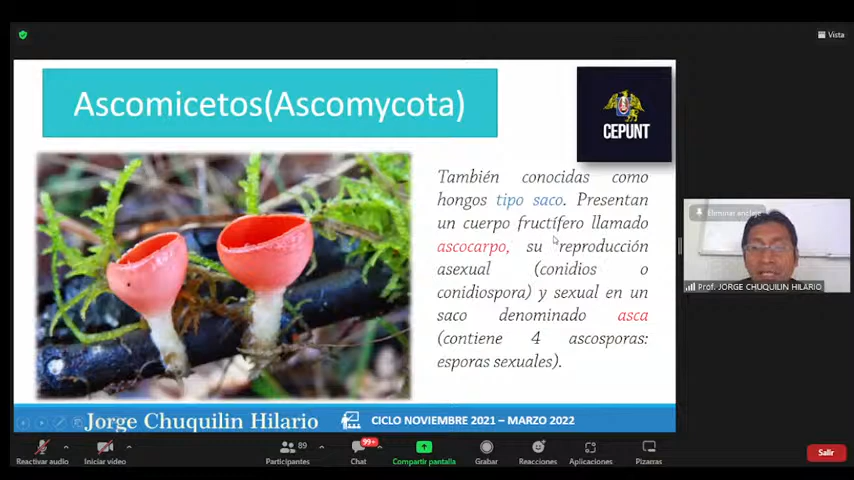 Vista
Ascomicetos(Ascomycota)
CEPUNT
También conocidas como
hongos tipo saco. Presentan
un cuerpo fructífero llamado
ascocarpo, su reproducción
asexual (conidios o
conidiospora) y sexual en un
saco denominado asca
(contiene 4 ascosporas:
esporas sexuales).
Eliminar anclaje
Prof. JORGE CHUQUILIN HILARIO
Jorge Chuquilin Hilario
CICLO NOVIEMBRE 2021 – MARZO 2022
Reactivar audio
Iniciar vídeo
89
Participantes
99+
Chat
Compartir pantalla
Grabar
Reacciones
Aplicaciones
Pizarras
Salir